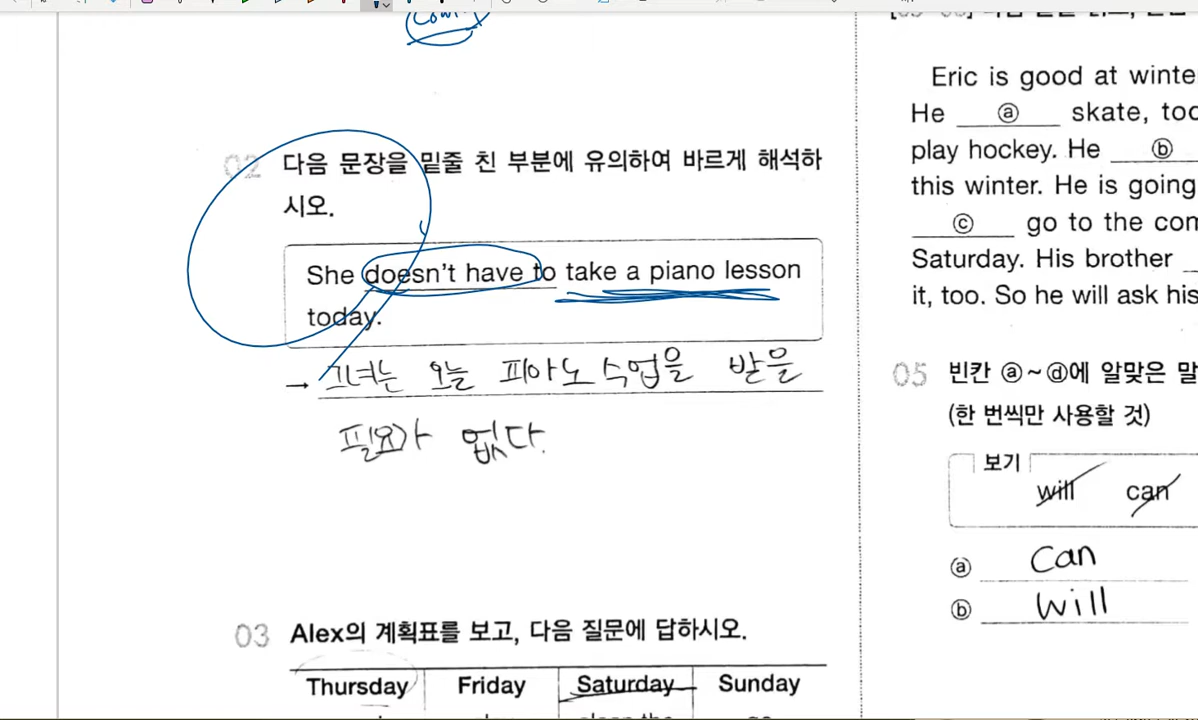 02 다음 문장을 밑줄 친 부분에 유의하여 바르게 해석하
시오.
She doesn't have to take a piano lesson
today.
→ 그녀는 오늘 피아노 수업을 받을
필요가 없다.
03 Alex의 계획표를 보고, 다음 질문에 답하시오.
Thursday Friday Saturday Sunday
Eric is good at
He ⓐ skate,
play hockey. He ⓑ
this winter. He is going
ⓒ go to the
Saturday. His brother
it, too. So he will ask his
05 빈칸 ⓐ~ⓓ에 알맞은 말
(한 번씩만 사용할 것)
보기
will can
ⓐ can
ⓑ will